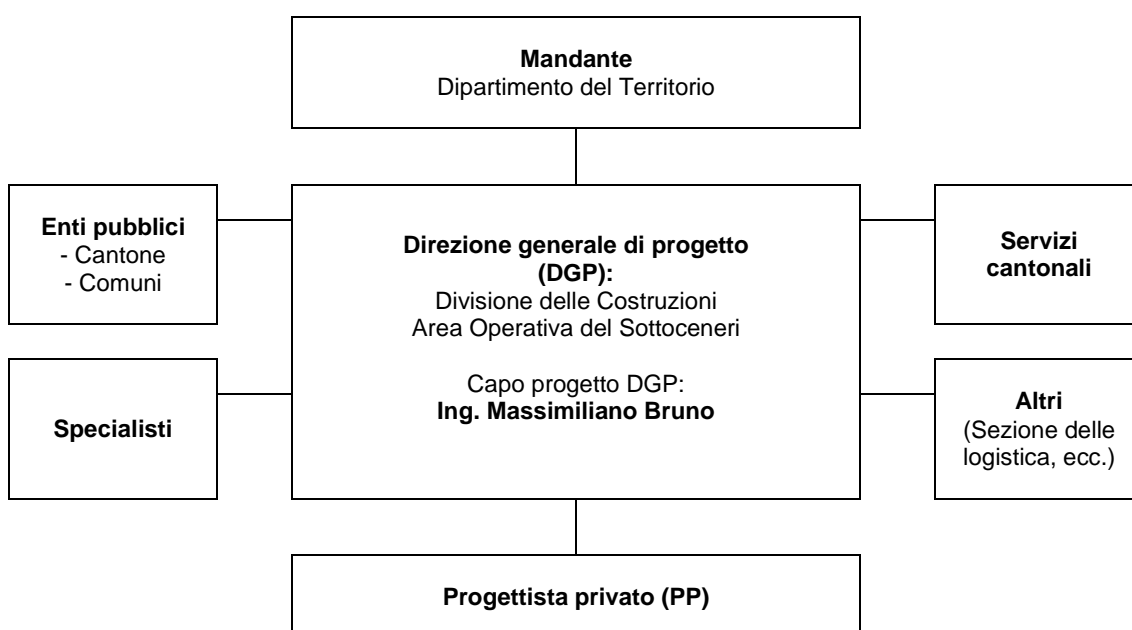 Mandante
Dipartimento del Territorio
Enti pubblici
- Cantone
- Comuni
Direzione generale di progetto
(DGP):
Divisione delle Costruzioni
Area Operativa del Sottoceneri
Capo progetto DGP:
Ing. Massimiliano Bruno
Servizi
cantonali
Specialisti
Altri
(Sezione delle
logistica, ecc.)
Progettista privato (PP)